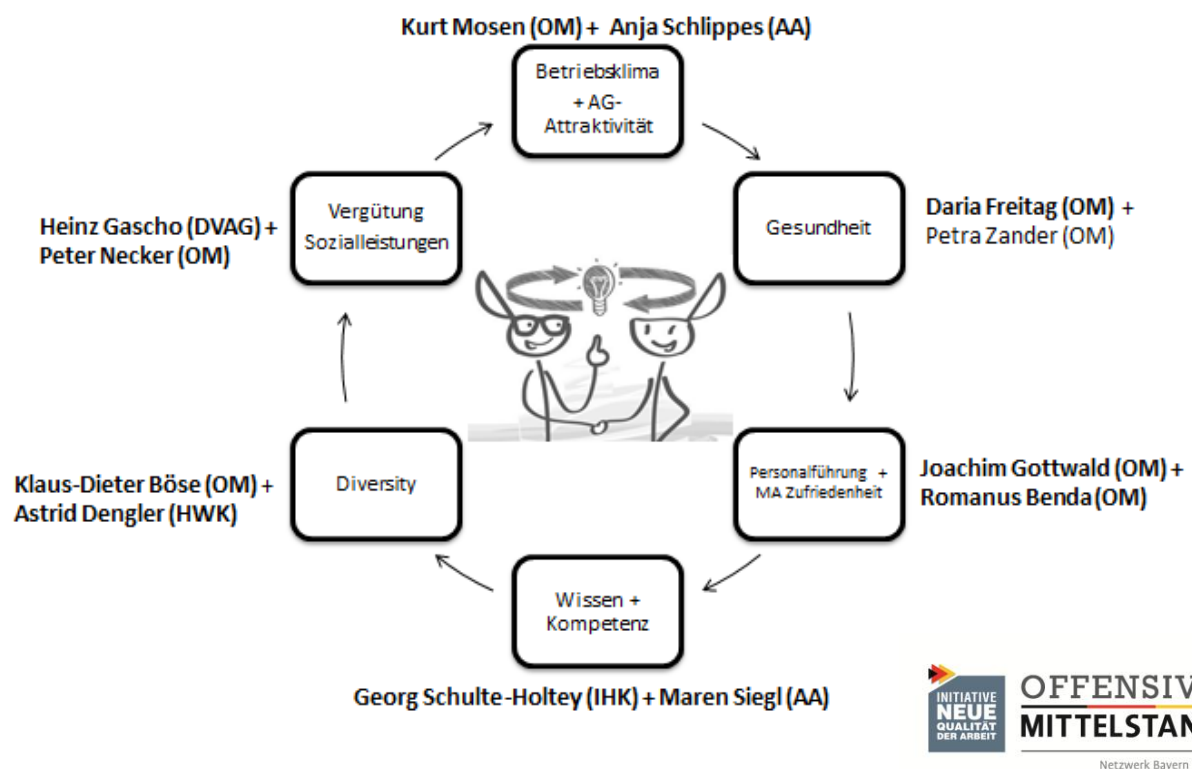 Kurt Mosen (OM) + Anja Schlippes (AA)
Betriebsklima
+ AG-
Attraktivität
Gesundheit
Daria Freitag (OM) +
Petra Zander (OM)
Personalführung +
MA Zufriedenheit
Joachim Gottwald (OM) +
Romanus Benda (OM)
Wissen +
Kompetenz
Georg Schulte-Holtey (IHK) + Maren Siegl (AA)
Diversity
Klaus-Dieter Böse (OM) +
Astrid Dengler (HWK)
Vergütung
Sozialleistungen
Heinz Gascho (DVAG) +
Peter Necker (OM)
INITIATIVE
NEUE
QUALITÄT
DER ARBEIT
OFFENSIV
MITTELSTAN
Netzwerk Bayern